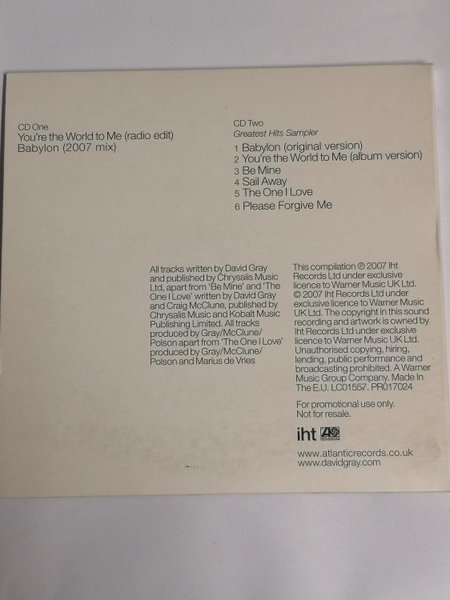 CD One
You're the World to Me (radio edit)
Babylon (2007 mix)
CD Two
Greatest Hits Sampler
1 Babylon (original version)
2 You're the World to Me (album version)
3 Be Mine
4 Sail Away
5 The One I Love
6 Please Forgive Me
All tracks written by David Gray
and published by Chrysalis Music
Ltd, apart from 'Be Mine' and 'The
One I Love' written by David Gray
and Craig McClune, published by
Chrysalis Music and Kobalt Music
Publishing Limited. All tracks
produced by Gray/McClune/
Polson apart from 'The One I Love'
produced by Gray/McClune/
Polson and Marius de Vries
This compilation ℗ 2007 Iht
Records Ltd under exclusive
licence to Warner Music UK Ltd.
© 2007 Iht Records Ltd under
exclusive licence to Warner Music
UK Ltd. The copyright in this sound
recording and artwork is owned by
Iht Records Ltd under exclusive
licence to Warner Music UK Ltd.
Unauthorised copying, hiring,
lending, public performance and
broadcasting prohibited. A Warner
Music Group Company. Made in
The E.U. LC01557. PR017024
For promotional use only.
Not for resale.
iht
www.atlanticrecords.co.uk
www.davidgray.com